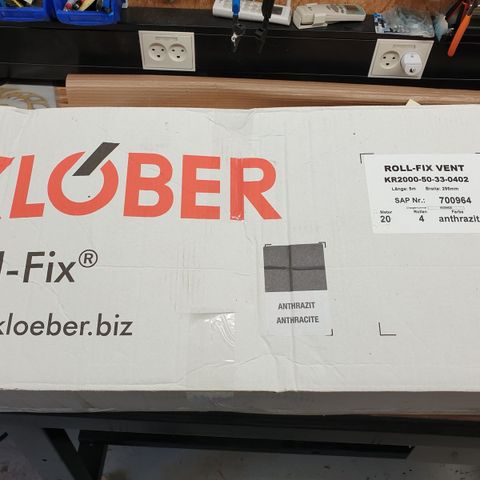 KLÖBER
l-Fix®
kloeber.biz
ANTHRAZIT
ANTHRACITE
ROLL-FIX VENT
KR2000-50-33-0402
Länge: 5m Breite: 295mm
SAP Nr.: 700964
Meter Rollen Farbe
20 4 anthrazit